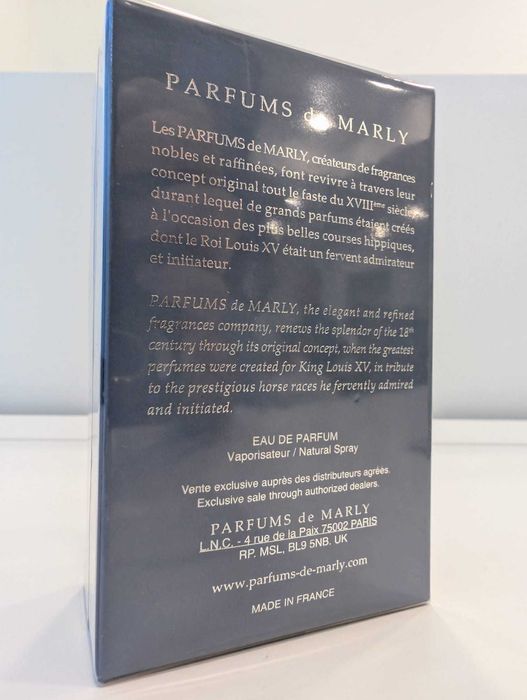 PARFUMS de MARLY
Les PARFUMS de MARLY, créateurs de fragrances
nobles et raffinées, font revivre à travers leur
concept original tout le faste du XVIIIème siècle,
durant lequel de grands parfums étaient créés
à l'occasion des plus belles courses hippiques,
dont le Roi Louis XV était un fervent admirateur
et initiateur.
PARFUMS de MARLY, the elegant and refined
fragrances company, renews the splendor of the 18th
century through its original concept, when the greatest
perfumes were created for King Louis XV, in tribute
to the prestigious horse races he fervently admired
and initiated.
EAU DE PARFUM
Vaporisateur / Natural Spray
Vente exclusive auprès des distributeurs agréés.
Exclusive sale through authorized dealers.
PARFUMS de MARLY
L.N.C. - 4 rue de la Paix 75002 PARIS
RP. MSL, BL9 5NB. UK
www.parfums-de-marly.com
MADE IN FRANCE